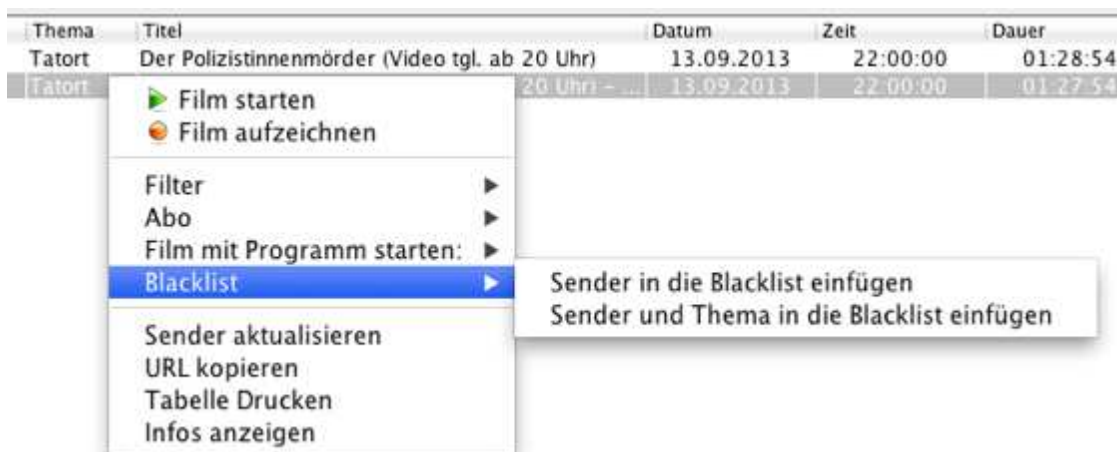 Thema Titel Datum Zeit Dauer
Tatort Der Polizistinnenmörder (Video tgl. ab 20 Uhr) 13.09.2013 22:00:00 01:28:54
Tatort 20 Uhr) - ... 13.09.2013 22:00:00 01:27:54
Film starten
Film aufzeichnen
Filter
Abo
Film mit Programm starten:
Blacklist
Sender in die Blacklist einfügen
Sender und Thema in die Blacklist einfügen
Sender aktualisieren
URL kopieren
Tabelle Drucken
Infos anzeigen